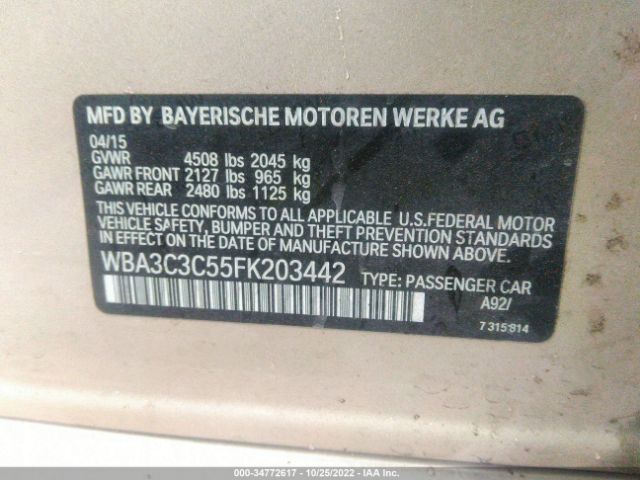 MFD BY BAYERISCHE MOTOREN WERKE AG
04/15
GVWR 4508 lbs 2045 kg
GAWR FRONT 2127 lbs 965 kg
GAWR REAR 2480 lbs 1125 kg
THIS VEHICLE CONFORMS TO ALL APPLICABLE U.S.FEDERAL MOTOR
VEHICLE SAFETY, BUMPER AND THEFT PREVENTION
STANDARDS IN EFFECT ON THE DATE OF MANUFACTURE SHOWN ABOVE.
WBA3C3C55FK203442 TYPE: PASSENGER CAR
A92/
7 315 914
000-34772617 - 10/25/2022 - IAA Inc.